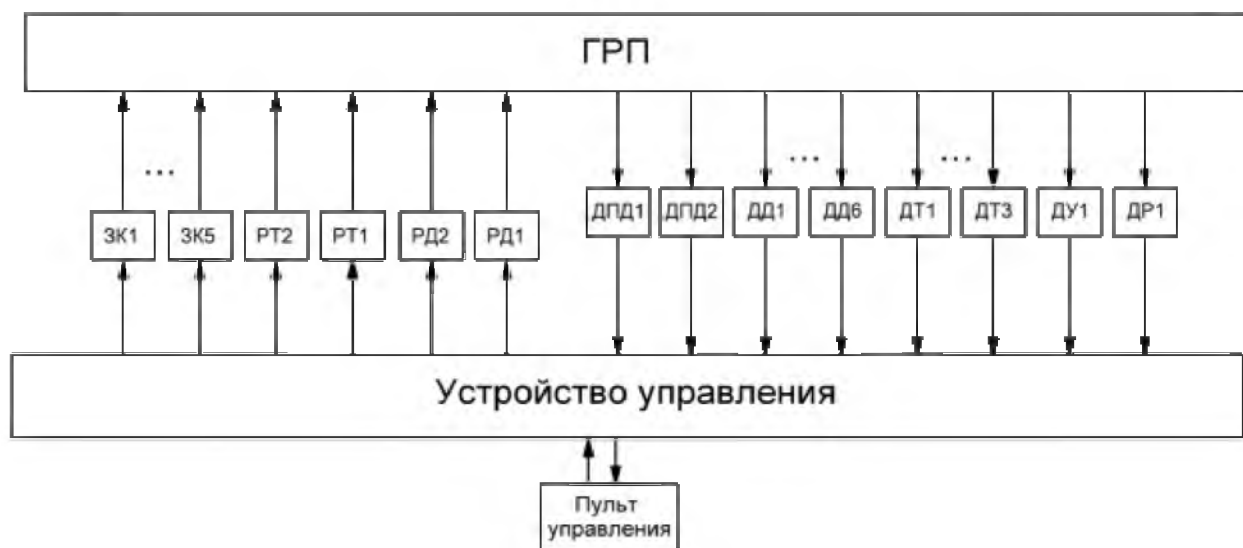 ГРП
...
... ...
ЗК1 ЗК5 РТ2 РТ1 РД2 РД1 ДПД1 ДПД2 ДД1 ДД6 ДТ1 ДТ3 ДУ1 ДР1
Устройство управления
Пульт
управления